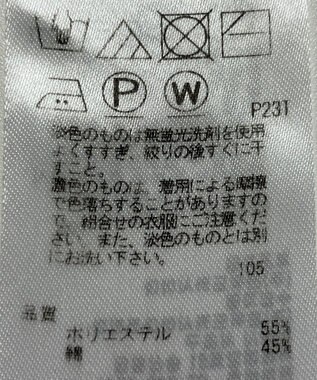 P W
P23T
淡色のものは無蛍光洗剤を使用
よくすすぎ、絞りの後すぐに干
すこと。
濃色のものは、着用による摩擦
で色落ちすることがありますの
で、組合せの衣服にご注意くだ
さい。また、淡色のものとは別
にお洗い下さい。
105
品質
ポリエステル 55%
綿 45%